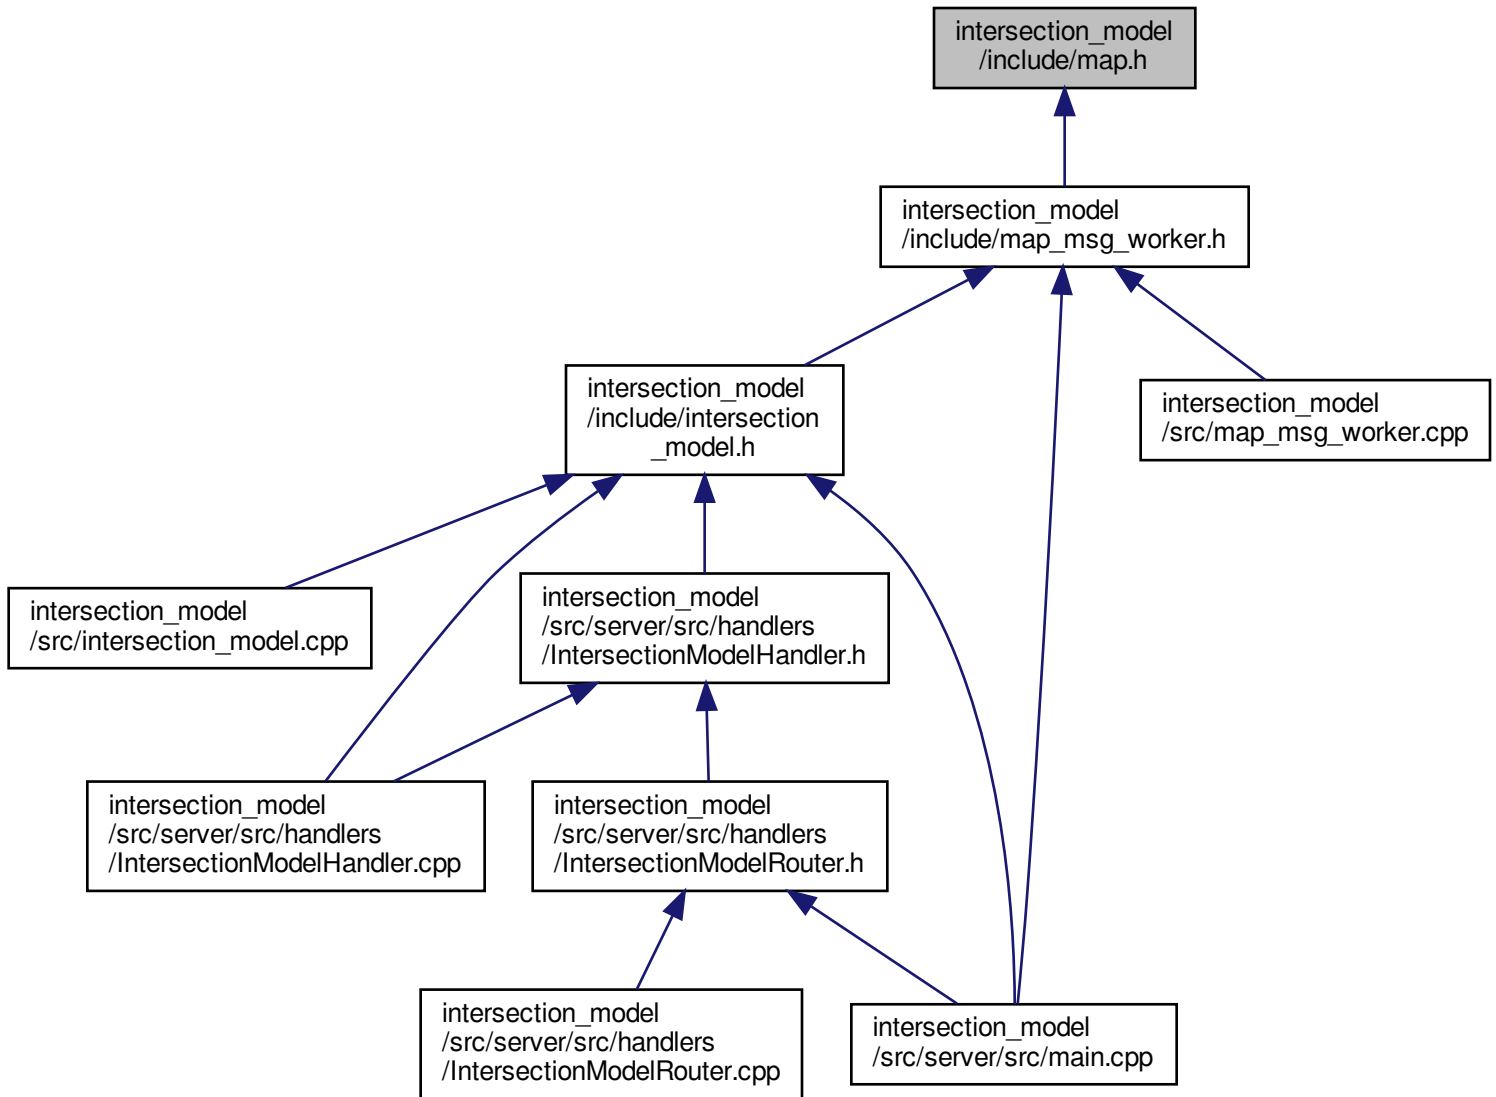 intersection_model
/include/map.h
intersection_model
/include/map_msg_worker.h
intersection_model
/include/intersection
_model.h
intersection_model
/src/map_msg_worker.cpp
intersection_model
/src/intersection_model.cpp
intersection_model
/src/server/src/handlers
/IntersectionModelHandler.h
intersection_model
/src/server/src/handlers
/IntersectionModelHandler.cpp
intersection_model
/src/server/src/handlers
/IntersectionModelRouter.h
intersection_model
/src/server/src/handlers
/IntersectionModelRouter.cpp
intersection_model
/src/server/src/main.cpp